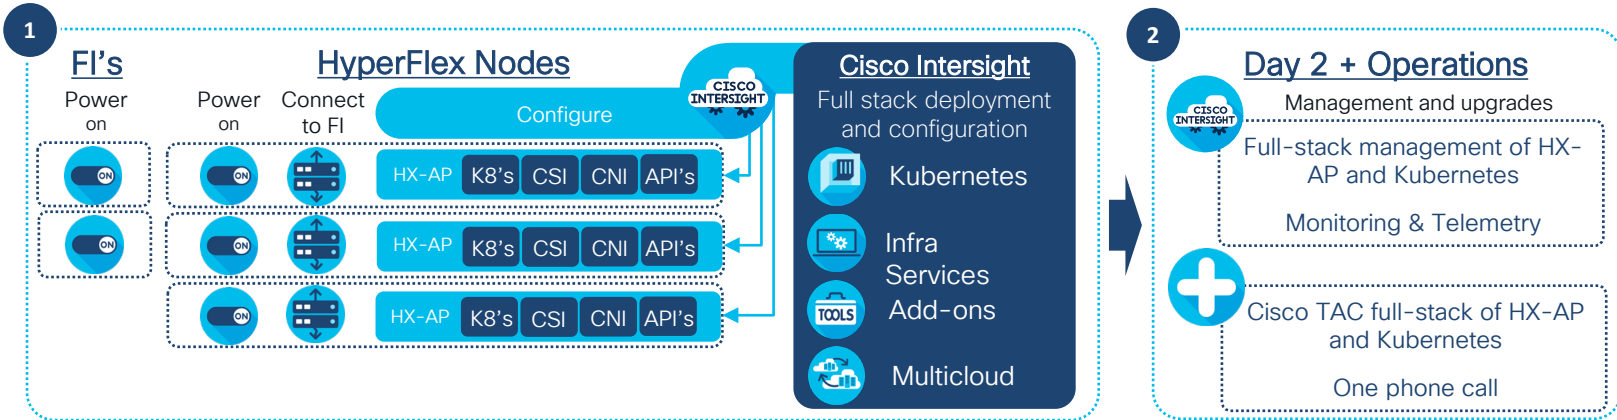 1
FI's
Power
on
ON
ON
HyperFlex Nodes
Power
on
Connect
to FI
Configure
CISCO
INTERSIGHT
ON
HX-AP K8's CSI CNI API's
ON
HX-AP K8's CSI CNI API's
ON
HX-AP K8's CSI CNI API's
Cisco Intersight
Full stack deployment
and configuration
Kubernetes
Infra
Services
TOOLS
Add-ons
Multicloud
2
Day 2 + Operations
CISCO
INTERSIGHT
Management and upgrades
Full-stack management of HX-
AP and Kubernetes
Monitoring & Telemetry
Cisco TAC full-stack of HX-AP
and Kubernetes
One phone call